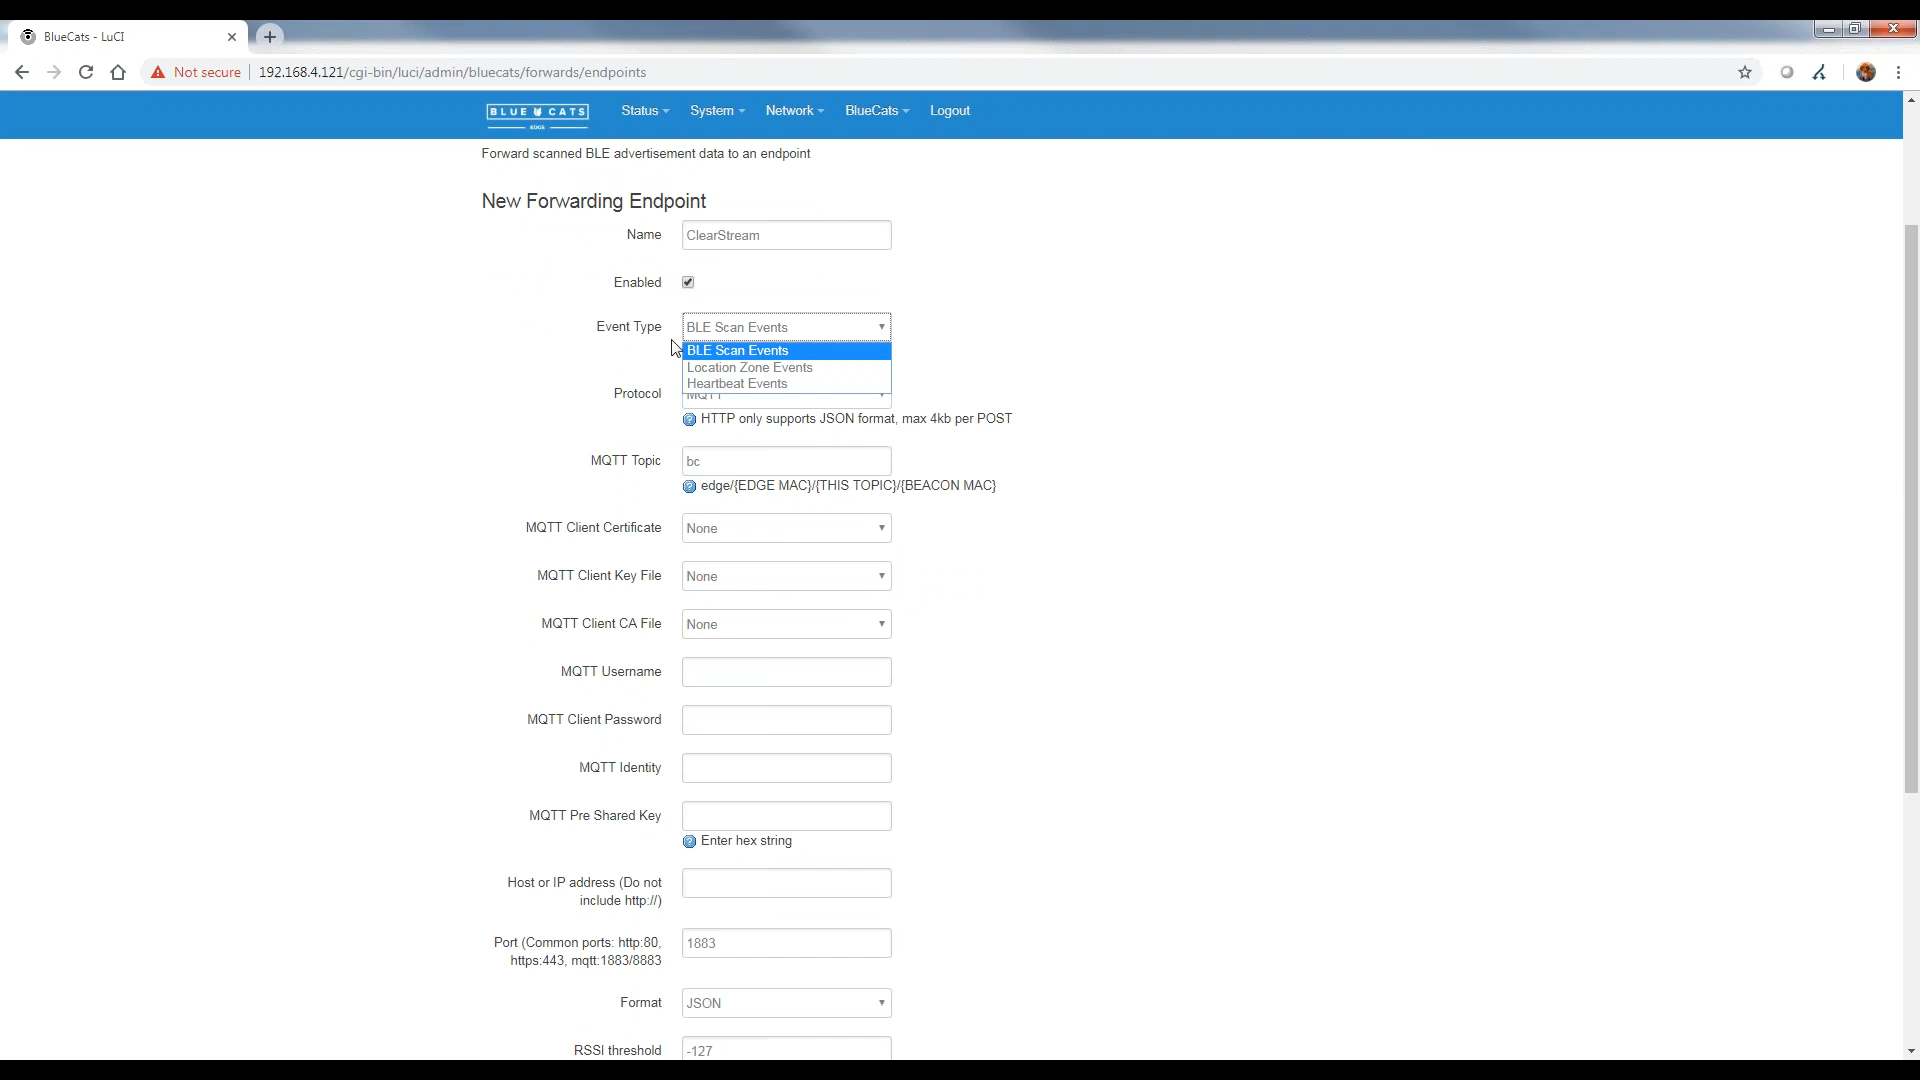 BlueCats - LuCI
Not secure
192.168.4.121/cgi-bin/luci/admin/bluecats/forwards/endpoints
BLUE CATS
EDGE
Status
System
Network
BlueCats
Logout
Forward scanned BLE advertisement data to an endpoint
New Forwarding Endpoint
Name
ClearStream
Enabled
Event Type
BLE Scan Events
BLE Scan Events
Location Zone Events
Heartbeat Events
Protocol
MQTT
HTTP only supports JSON format, max 4kb per POST
MQTT Topic
bc
edge/{EDGE MAC}/{THIS TOPIC}/{BEACON MAC}
MQTT Client Certificate
None
MQTT Client Key File
None
MQTT Client CA File
None
MQTT Username
MQTT Client Password
MQTT Identity
MQTT Pre Shared Key
Enter hex string
Host or IP address (Do not
include http://)
Port (Common ports: http:80,
https:443, mqtt:1883/8883
1883
Format
JSON
RSSI threshold
-127